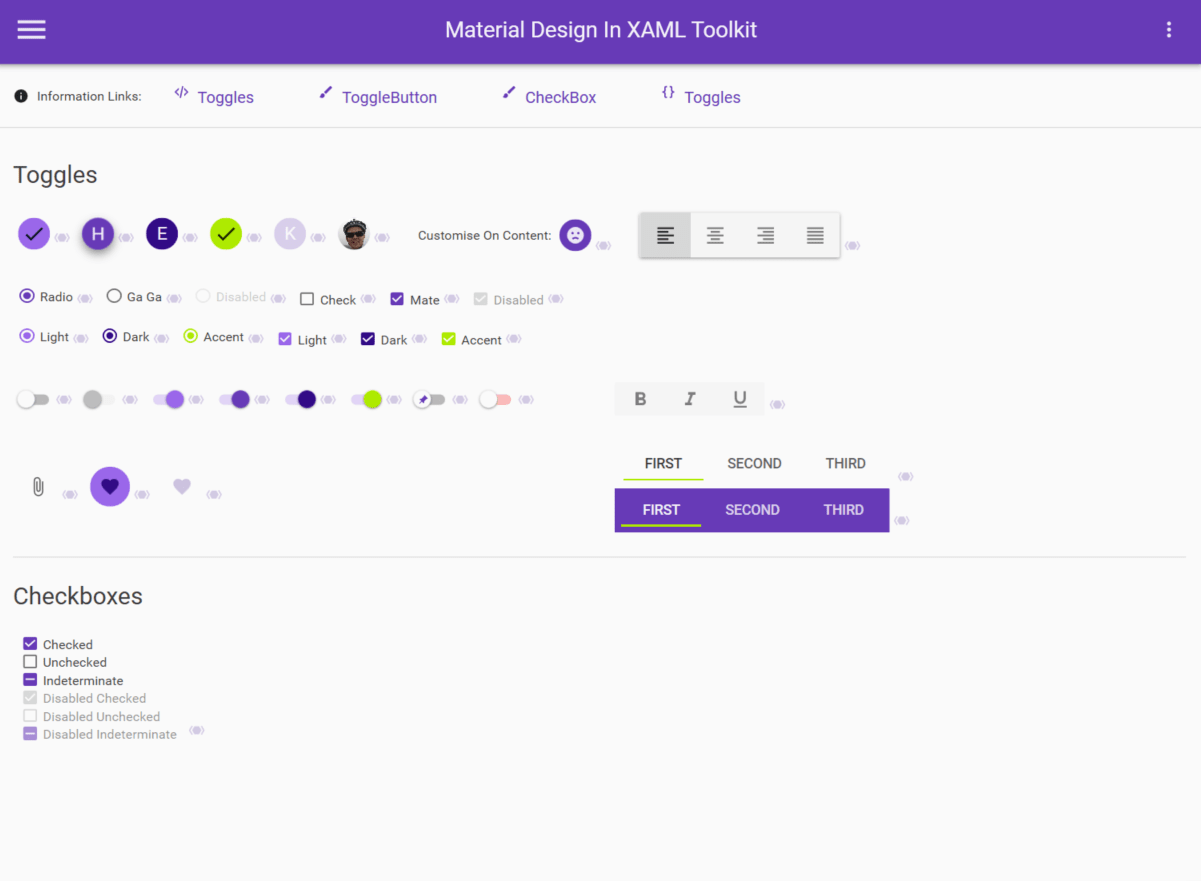 Material Design In XAML Toolkit
Information Links: </> Toggles ToggleButton CheckBox {} Toggles
Toggles
H E K Customise On Content:
Radio Ga Ga Disabled Check Mate Disabled
Light Dark Accent Light Dark Accent
B I U
FIRST SECOND THIRD
FIRST SECOND THIRD
Checkboxes
Checked
Unchecked
Indeterminate
Disabled Checked
Disabled Unchecked
Disabled Indeterminate